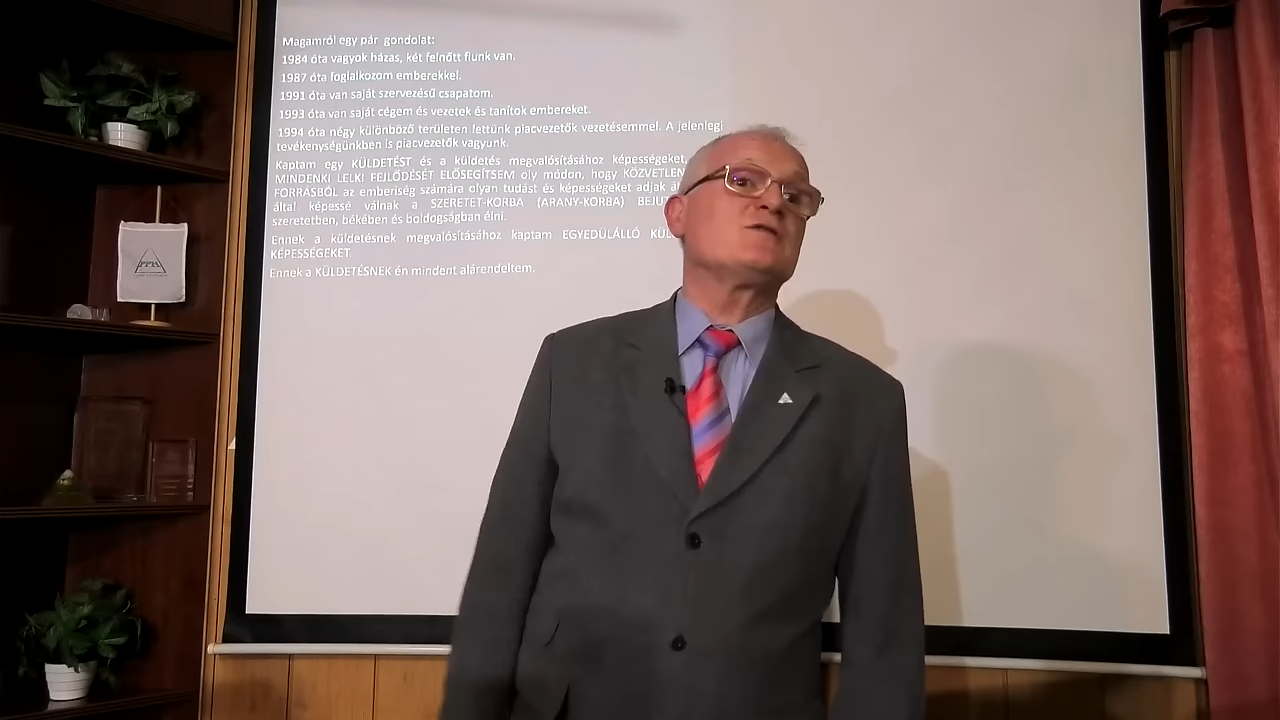 Magamról egy pár gondolat:
1984 óta vagyok házas, két felnőtt fiunk van.
1987 óta foglalkozom emberekkel.
1991 óta van saját szervezésű csapatom.
1993 óta van saját cégem és vezetek és tanítok embereket.
1994 óta négy különböző területen lettünk piacvezetők vezetésemmel. A jelenlegi
tevékenységünkben is piacvezetők vagyunk.
Kaptam egy KÜLDETÉST és a küldetés megvalósításához képességeket,
MINDENKI LELKI FEJLŐDÉSÉT ELŐSEGÍTSEM oly módon, hogy KÖZVETLEN
FORRÁSBÓL az emberiség számára olyan tudást és képességeket adjak
által képessé válnak a SZERETET-KORBA (ARANY-KORBA)
szeretetben, békében és boldogságban élni.
Ennek a küldetésnek megvalósításához kaptam EGYEDÜLÁLLÓ
KÉPESSÉGEKET.
Ennek a KÜLDETÉSNEK én mindent alárendeltem.